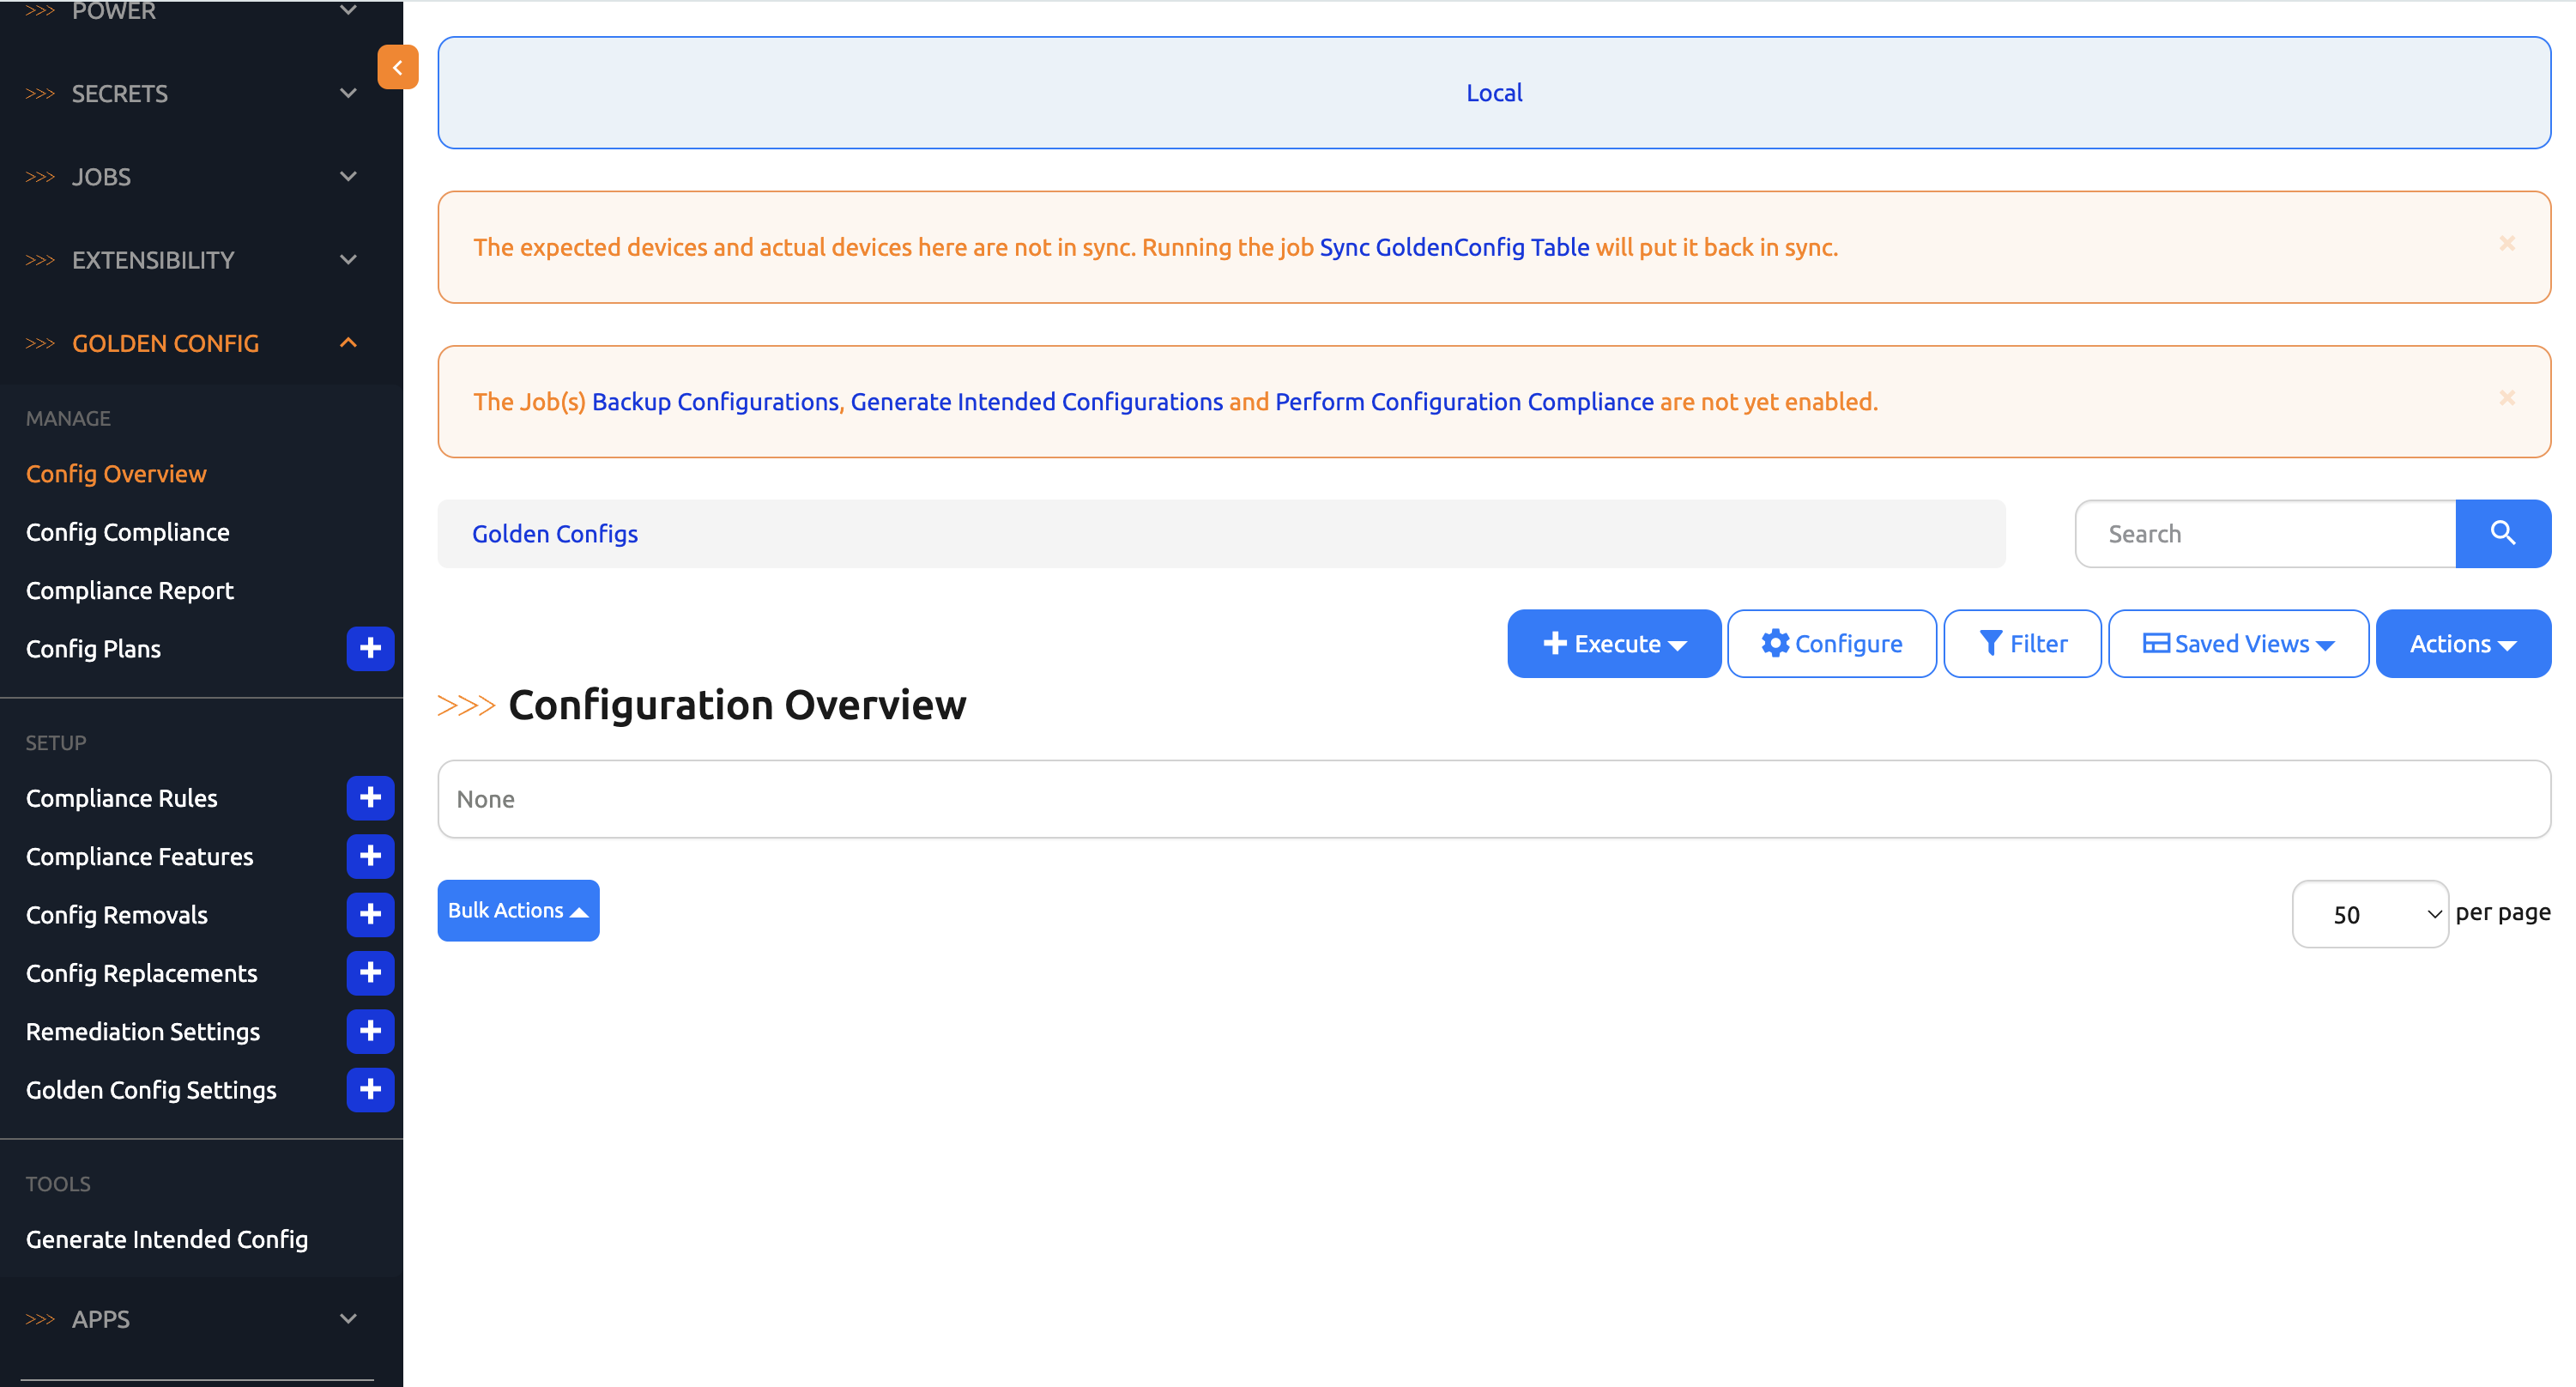 POWER
SECRETS
JOBS
EXTENSIBILITY
GOLDEN CONFIG
MANAGE
Config Overview
Config Compliance
Compliance Report
Config Plans
SETUP
Compliance Rules
Compliance Features
Config Removals
Config Replacements
Remediation Settings
Golden Config Settings
TOOLS
Generate Intended Config
APPS
Local
The expected devices and actual devices here are not in sync. Running the job Sync GoldenConfig Table will put it back in sync.
The Job(s) Backup Configurations, Generate Intended Configurations and Perform Configuration Compliance are not yet enabled.
Golden Configs
Search
Execute
Configure
Filter
Saved Views
Actions
Configuration Overview
None
Bulk Actions
50 per page